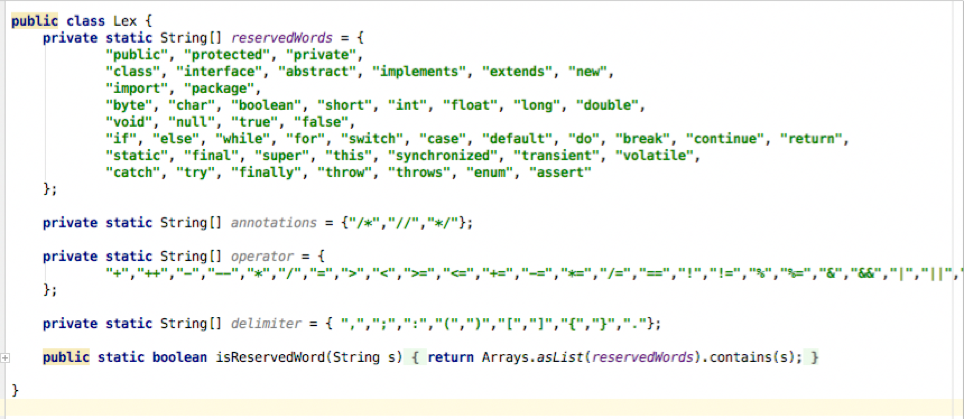 public class Lex {
private static String[] reservedWords = {
"public", "protected", "private",
"class", "interface", "abstract", "implements", "extends", "new",
"import", "package",
"byte", "char", "boolean", "short", "int", "float", "long", "double",
"void", "null", "true", "false",
"if", "else", "while", "for", "switch", "case", "default", "do", "break", "continue", "return",
"static", "final", "super", "this", "synchronized", "transient", "volatile",
"catch", "try", "finally", "throw", "throws", "enum", "assert"
};
private static String[] annotations = {"/*","//","*/"};
private static String[] operator = {
"+","++","-","--","*","/","=",">","<",">=","<=","+=","-=","*=","/=","==","!","!=","%","%=","&","&&","|","||",
};
private static String[] delimiter = { ",",";",":","(",")","[","]","{","}","."};
public static boolean isReservedWord(String s) { return Arrays.asList(reservedWords).contains(s); }
}